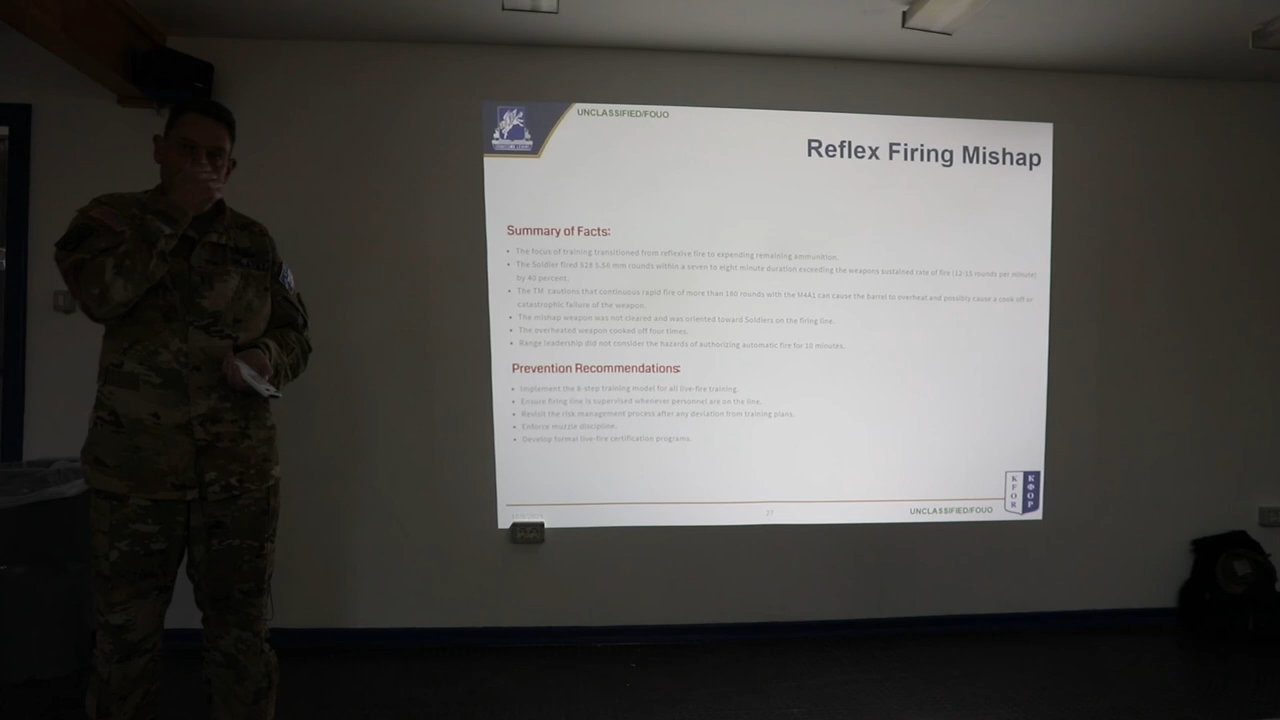 UNCLASSIFIED/FOUO
Reflex Firing Mishap
Summary of Facts:
• The focus of training transitioned from reflexive fire to expending remaining ammunition.
• The Soldier fired 528 5.56 mm rounds within a seven to eight minute duration exceeding the weapons sustained rate of fire (12-15 rounds per minute)
by 40 percent.
• The TM cautions that continuous rapid fire of more than 140 rounds with the M4A1 can cause the barrel to overheat and possibly cause a cook off or
catastrophic failure of the weapon.
• The mishap weapon was not cleared and was oriented toward Soldiers on the firing line.
• The overheated weapon cooked off four times.
• Range leadership did not consider the hazards of authorizing automatic fire for 10 minutes.
Prevention Recommendations:
• Implement the 8-step training model for all live-fire training.
• Ensure firing line is supervised whenever personnel are on the line.
• Revisit the risk management process after any deviation from training plans.
• Enforce muzzle discipline.
• Develop formal live-fire certification programs.
27
UNCLASSIFIED/FOUO
KFOR
КФОР